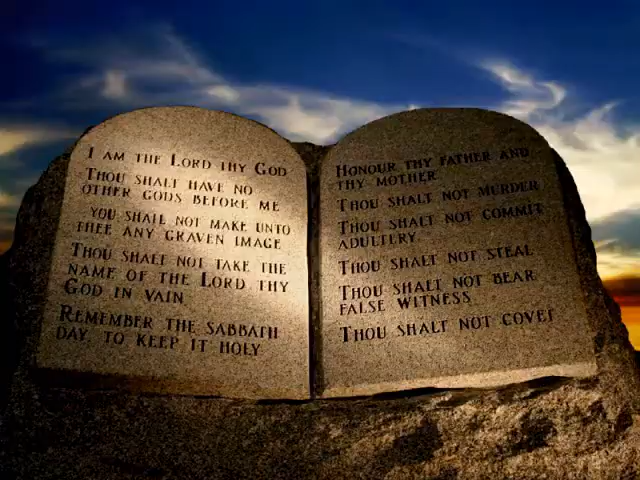 I AM THE LORD THY GOD
THOU SHALT HAVE NO
OTHER GODS BEFORE ME
YOU SHALL NOT MAKE UNTO
THEE ANY GRAVEN IMAGE
THOU SHALT NOT TAKE THE
NAME OF THE LORD THY
GOD IN VAIN
REMEMBER THE SABBATH
DAY, TO KEEP IT HOLY
HONOUR THY FATHER AND
THY MOTHER
THOU SHALT NOT MURDER
THOU SHALT NOT COMMIT
ADULTERY
THOU SHALT NOT STEAL
THOU SHALT NOT BEAR
FALSE WITNESS
THOU SHALT NOT COVET